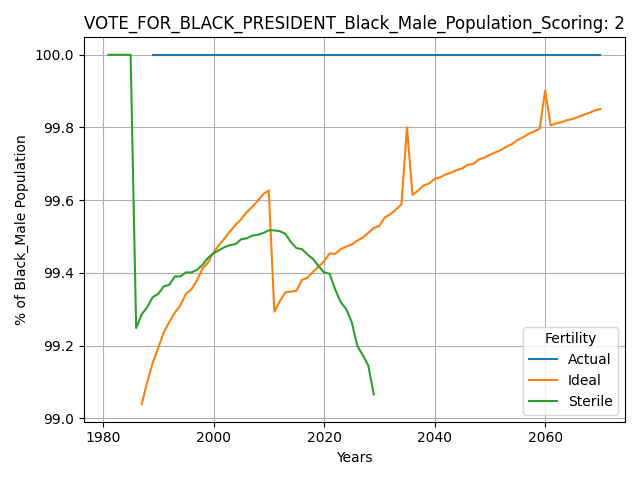 VOTE_FOR_BLACK_PRESIDENT_Black_Male_Population_Scoring: 2
100.0
99.8
99.6
99.4
99.2
99.0
% of Black_Male Population
1980
2000
2020
2040
2060
Years
Fertility
Actual
Ideal
Sterile